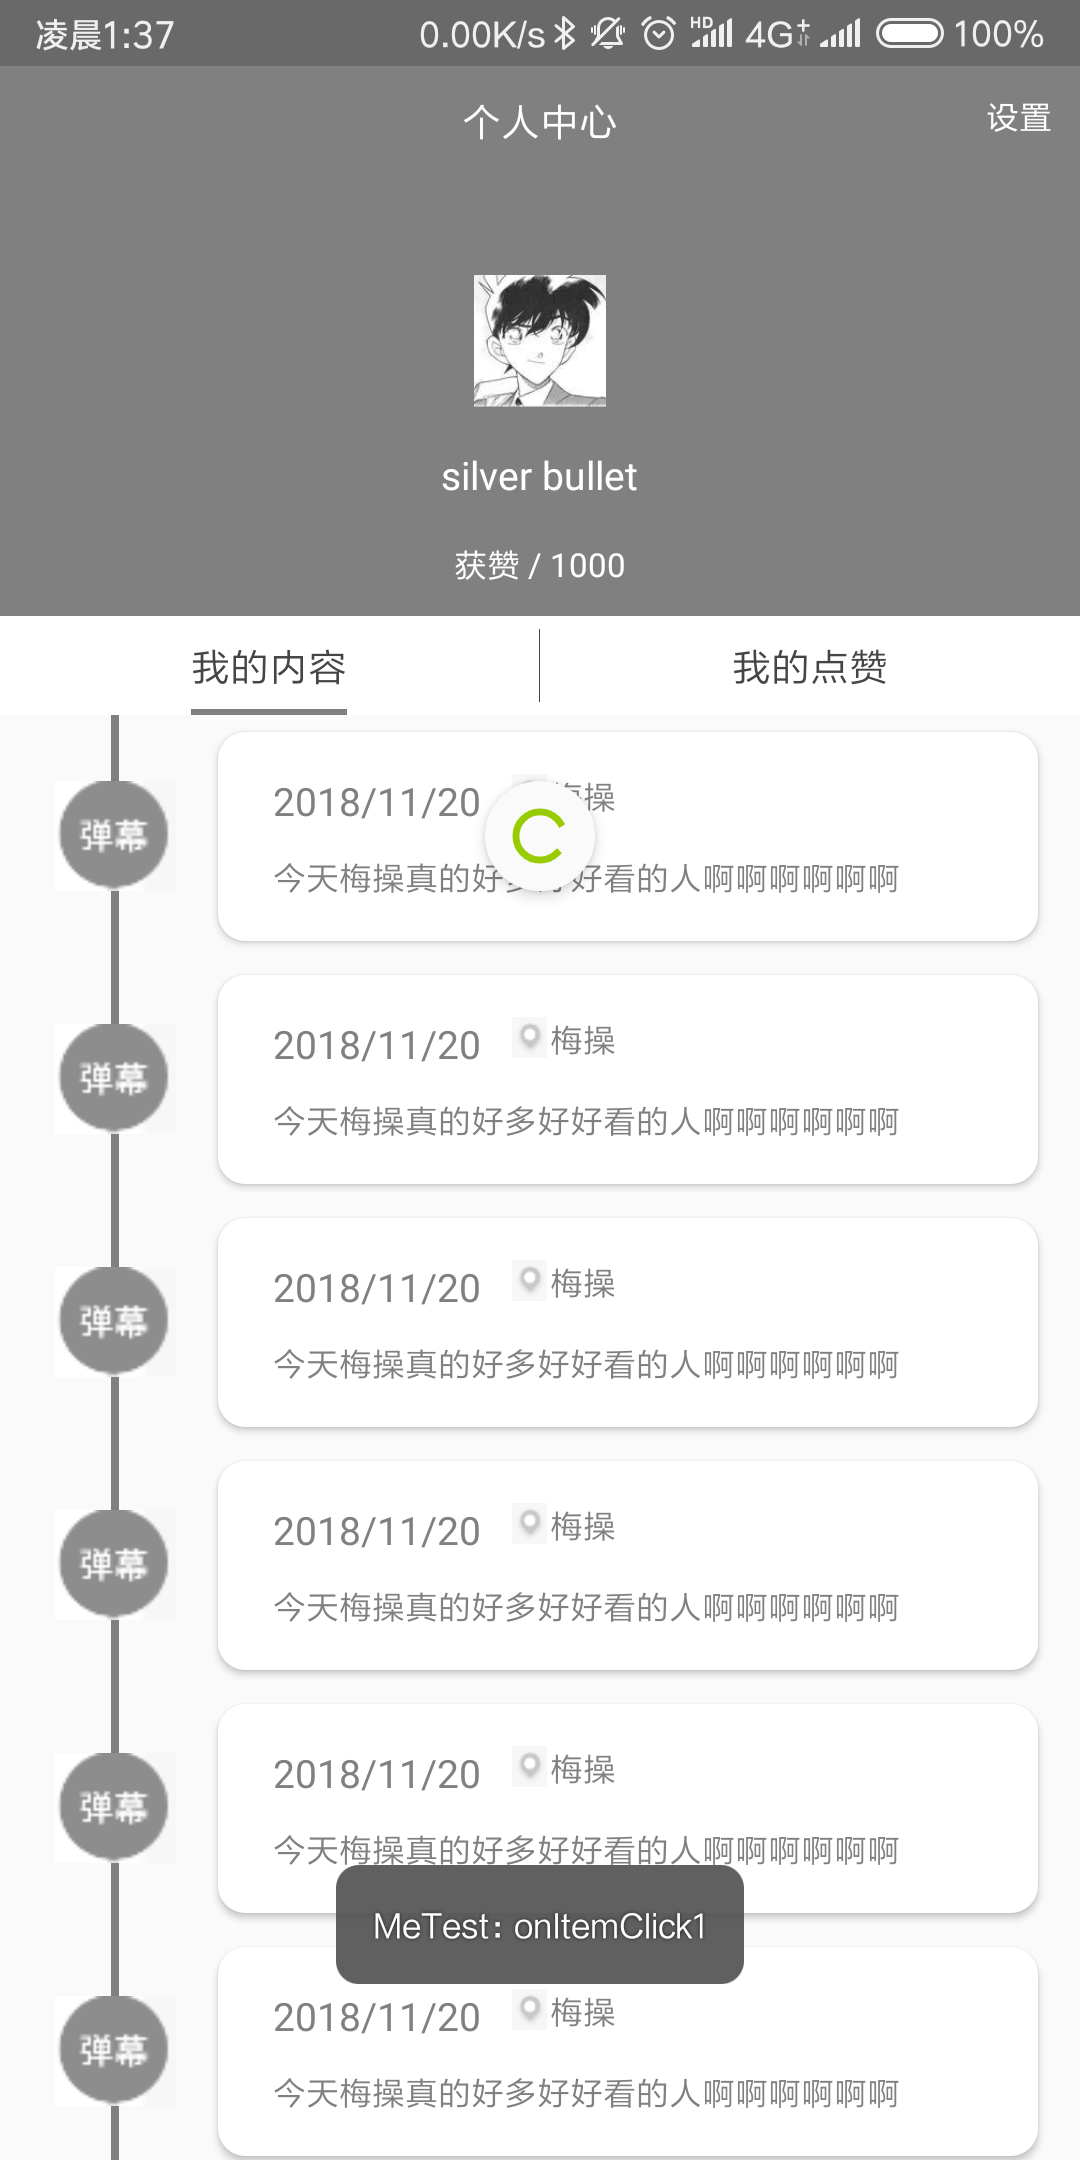 凌晨1:37 0.00K/s HD 4G+ 100%
个人中心
设置
silver bullet
获赞 / 1000
我的内容 我的点赞
2018/11/20 梅操
弹幕
今天梅操真的好多好好看的人啊啊啊啊啊啊
2018/11/20 梅操
弹幕
今天梅操真的好多好好看的人啊啊啊啊啊啊
2018/11/20 梅操
弹幕
今天梅操真的好多好好看的人啊啊啊啊啊啊
2018/11/20 梅操
弹幕
今天梅操真的好多好好看的人啊啊啊啊啊啊
2018/11/20 梅操
弹幕
今天梅操真的好多好好看的人啊啊啊啊啊啊
MeTest: onItemClick1
2018/11/20 梅操
弹幕
今天梅操真的好多好好看的人啊啊啊啊啊啊